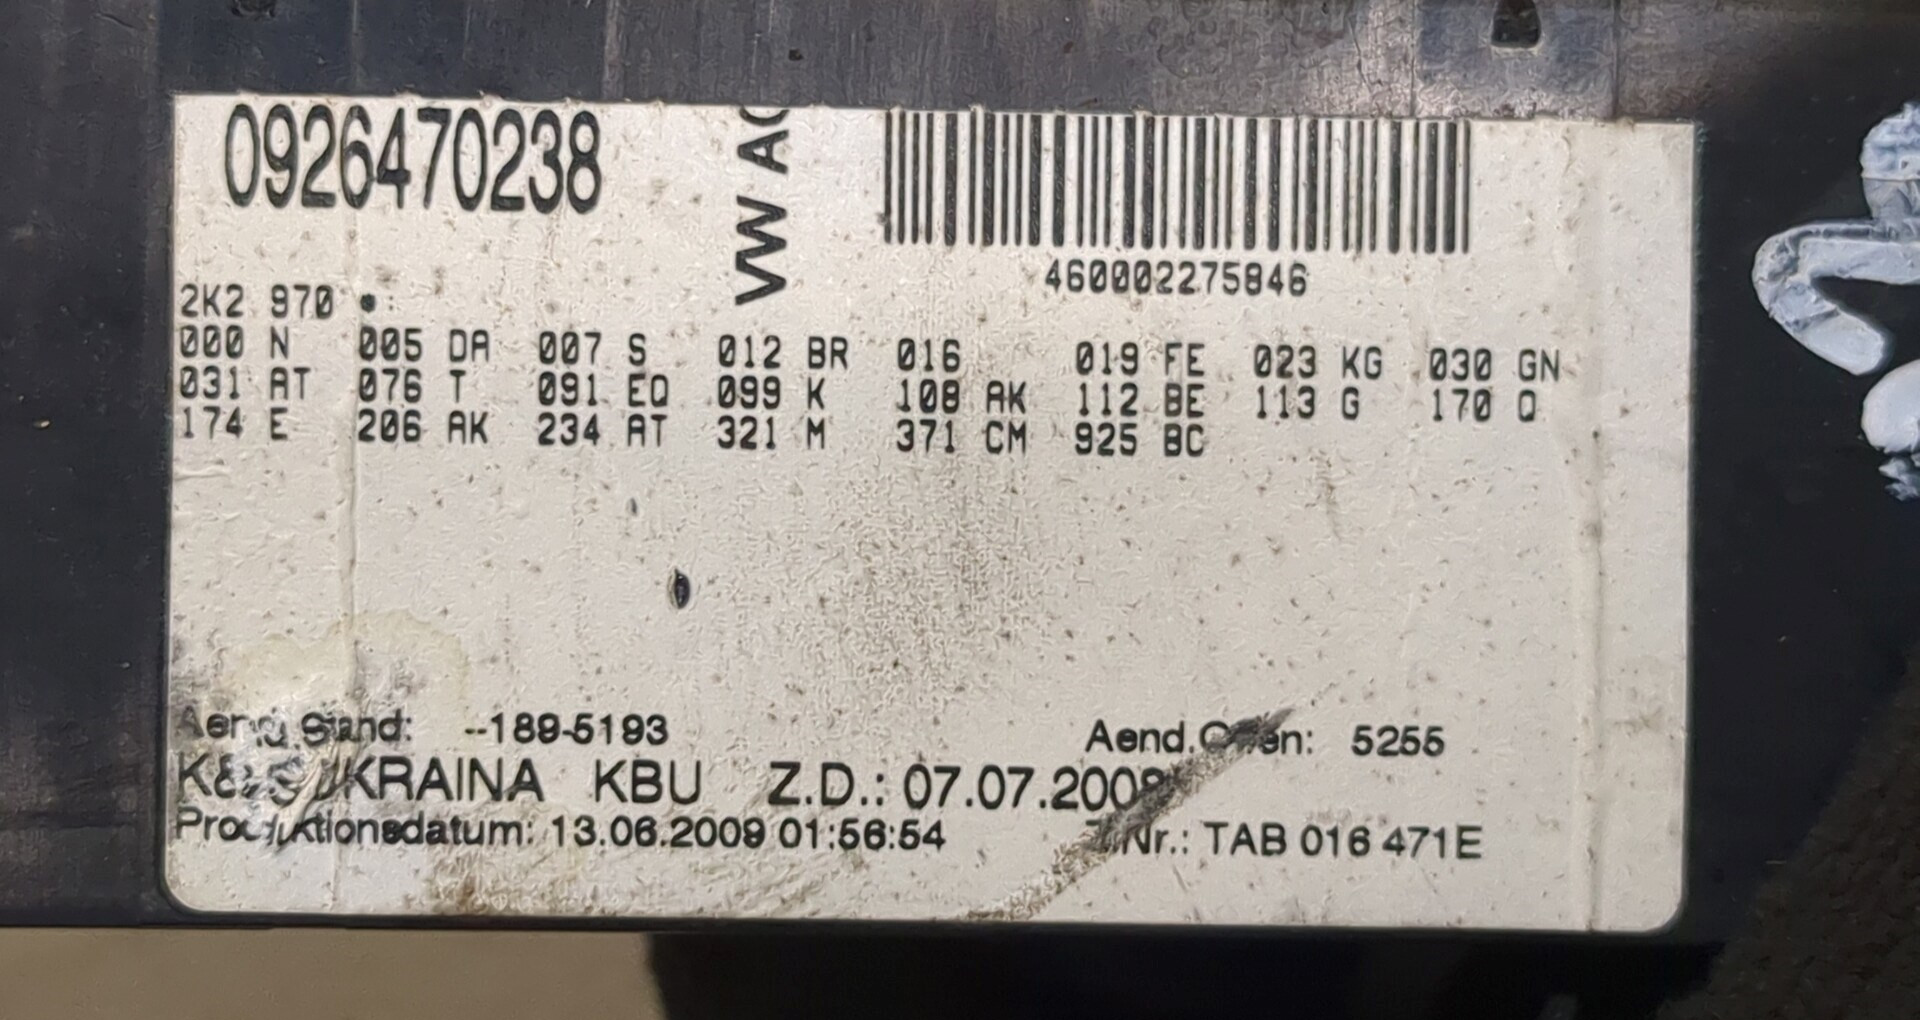 0926470238
VW AG
460002275846
2K2 970
000 N 005 DA 007 S 012 BR 016 019 FE 023 KG 030 GN
031 AT 076 T 091 EQ 099 K 108 AK 112 BE 113 G 170 Q
174 E 206 AK 234 AT 321 M 371 CM 925 BC
Aend.Stand: --189-5193 Aend. 5255
UKRAINA KBU Z.D.: 07.07.2009
Produktionsdatum: 13.06.2009 01:56:54 TAB 016 471E